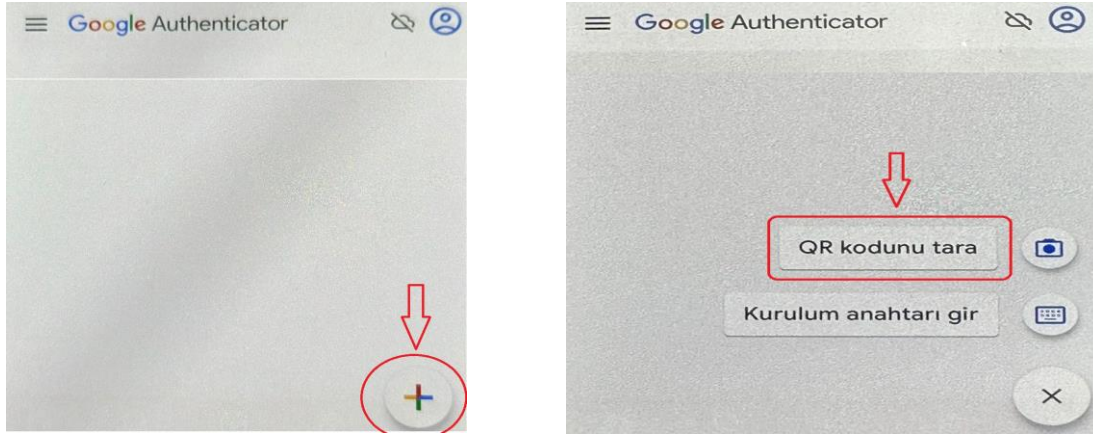 Google Authenticator
Google Authenticator
QR kodunu tara
Kurulum anahtarı gir